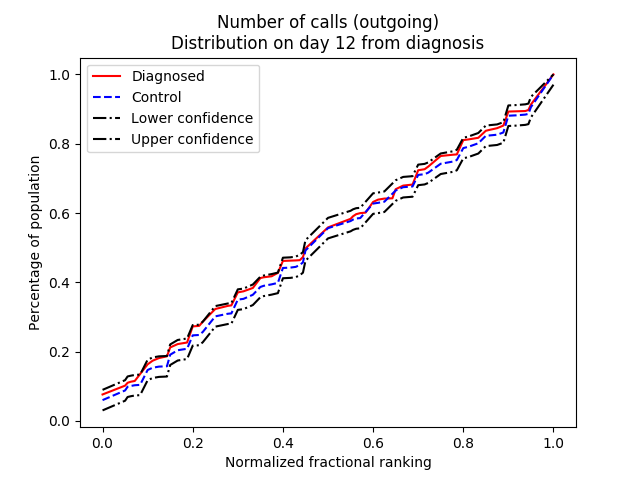 Number of calls (outgoing)
Distribution on day 12 from diagnosis
Diagnosed
Control
Lower confidence
Upper confidence
1.0
0.8
0.6
0.4
0.2
0.0
Percentage of population
0.0 0.2 0.4 0.6 0.8 1.0
Normalized fractional ranking